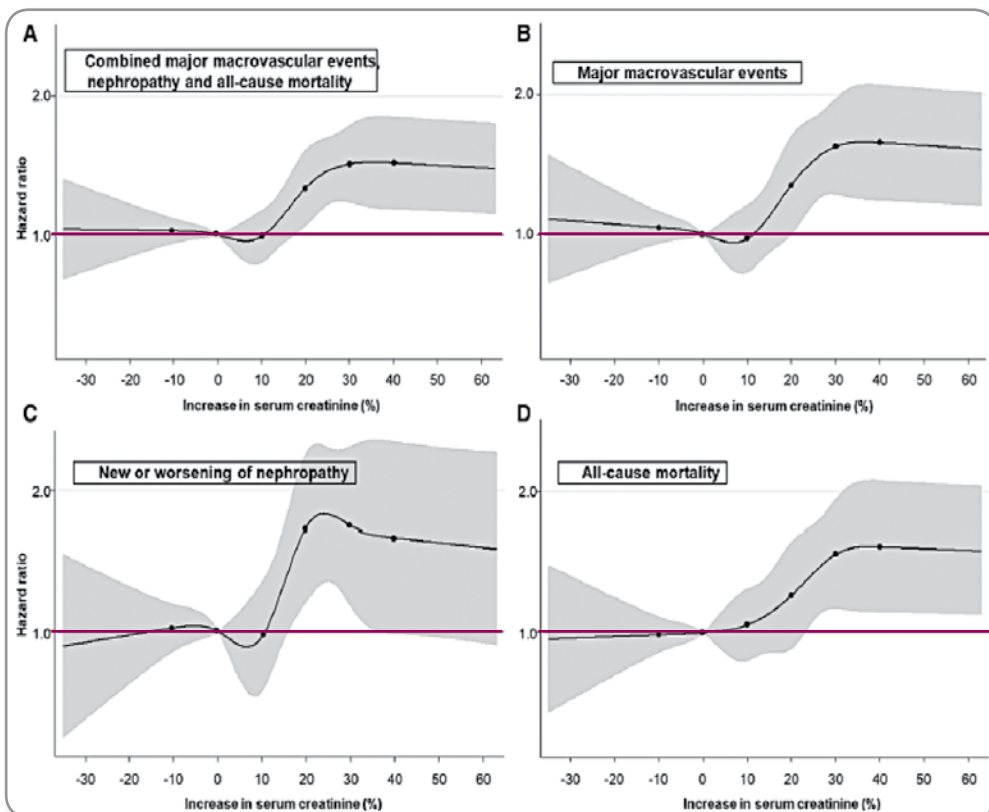 A
Combined major macrovascular events,
nephropathy and all-cause mortality
2.0
1.0
Hazard ratio
-30 -20 -10 0 10 20 30 40 50 60
Increase in serum creatinine (%)
B
Major macrovascular events
2.0
1.0
-30 -20 -10 0 10 20 30 40 50 60
Increase in serum creatinine (%)
C
New or worsening of nephropathy
2.0
1.0
Hazard ratio
-30 -20 -10 0 10 20 30 40 50 60
Increase in serum creatinine (%)
D
All-cause mortality
2.0
1.0
-30 -20 -10 0 10 20 30 40 50 60
Increase in serum creatinine (%)